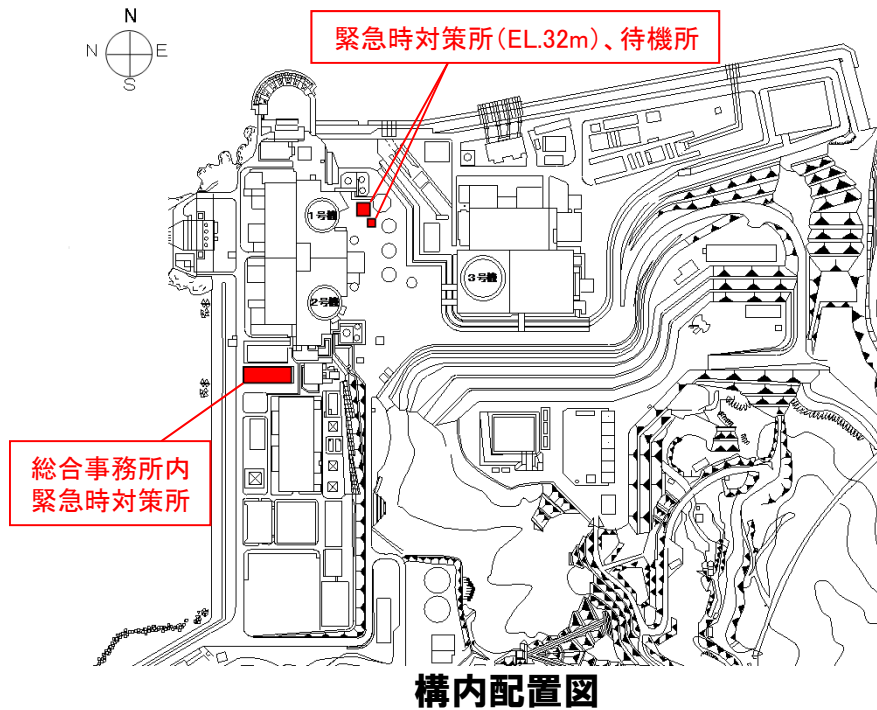 N
N E
S
緊急時対策所(EL.32m)、待機所
1号機
2号機
3号機
総合事務所内
緊急時対策所
構内配置図